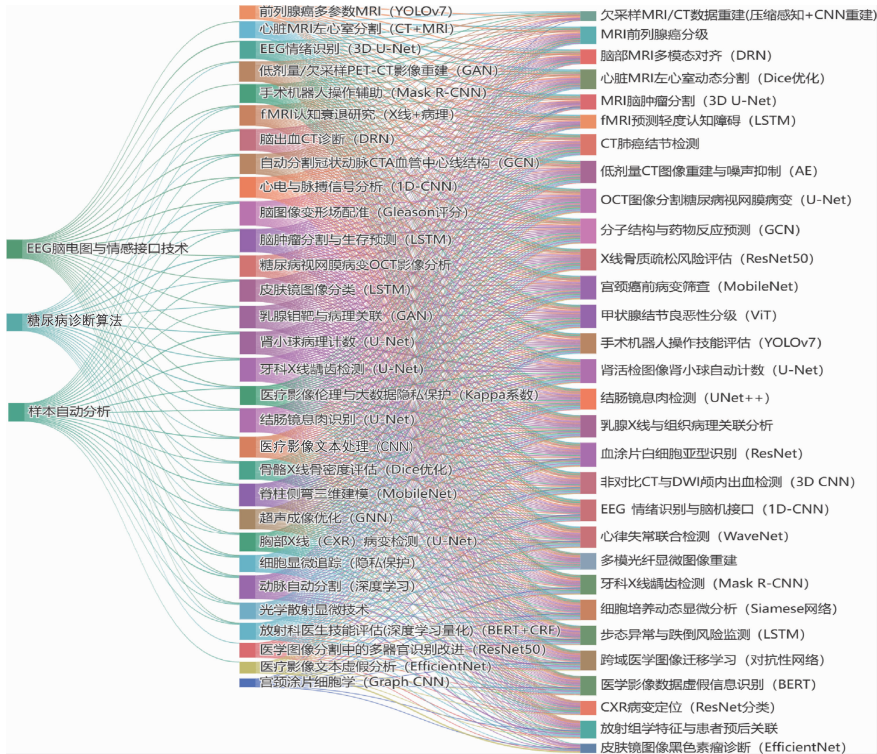 EEG脑电图与情感接口技术
糖尿病诊断算法
样本自动分析
前列腺癌多参数MRI（YOLOv7）
心脏MRI左心室分割（CT+MRI）
EEG情绪识别（3D U-Net）
低剂量/欠采样PET-CT影像重建（GAN）
手术机器人操作辅助（Mask R-CNN）
fMRI认知衰退研究（X线+病理）
脑出血CT诊断（DRN）
自动分割冠状动脉CTA血管中心线结构（GCN）
心电与脉搏信号分析（1D-CNN）
脑图像变形场配准（Gleason评分）
脑肿瘤分割与生存预测（LSTM）
糖尿病视网膜病变OCT影像分析
皮肤镜图像分类（LSTM）
乳腺钼靶与病理关联（GAN）
肾小球病理计数（U-Net）
牙科X线龋齿检测（U-Net）
医疗影像伦理与大数据隐私保护（Kappa系数）
结肠镜息肉识别（U-Net）
医疗影像文本处理（CNN）
骨骼X线骨密度评估（Dice优化）
脊柱侧弯三维建模（MobileNet）
超声成像优化（GNN）
胸部X线（CXR）病变检测（U-Net）
细胞显微追踪（隐私保护）
动脉自动分割（深度学习）
光学散射显微技术
放射科医生技能评估(深度学习量化)（BERT+CRF）
医学图像分割中的多器官识别改进（ResNet50）
医疗影像文本虚假分析（EfficientNet）
宫颈涂片细胞学（Graph CNN）
欠采样MRI/CT数据重建(压缩感知+CNN重建)
MRI前列腺癌分级
脑部MRI多模态对齐（DRN）
心脏MRI左心室动态分割（Dice优化）
MRI脑肿瘤分割（3D U-Net）
fMRI预测轻度认知障碍（LSTM）
CT肺癌结节检测
低剂量CT图像重建与噪声抑制（AE）
OCT图像分割糖尿病视网膜病变（U-Net）
分子结构与药物反应预测（GCN）
X线骨质疏松风险评估（ResNet50）
宫颈癌前病变筛查（MobileNet）
甲状腺结节良恶性分级（ViT）
手术机器人操作技能评估（YOLOv7）
肾活检图像肾小球自动计数（U-Net）
结肠镜息肉检测（UNet++）
乳腺X线与组织病理关联分析
血涂片白细胞亚型识别（ResNet）
非对比CT与DWI颅内出血检测（3D CNN）
EEG 情绪识别与脑机接口（1D-CNN）
心律失常联合检测（WaveNet）
多模光纤显微图像重建
牙科X线龋齿检测（Mask R-CNN）
细胞培养动态显微分析（Siamese网络）
步态异常与跌倒风险监测（LSTM）
跨域医学图像迁移学习（对抗性网络）
医学影像数据虚假信息识别（BERT）
CXR病变定位（ResNet分类）
放射组学特征与患者预后关联
皮肤镜图像黑色素瘤诊断（EfficientNet）